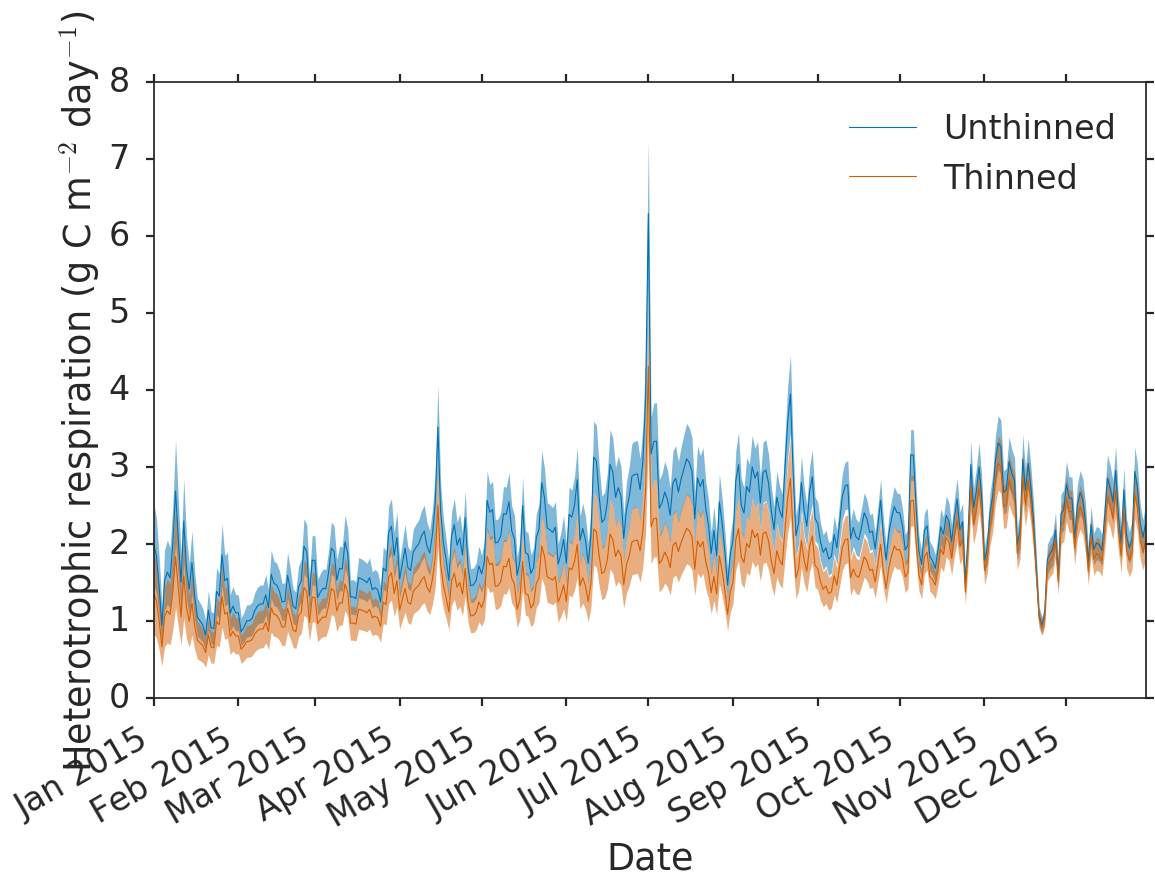 Heterotrophic respiration (g C m⁻² day⁻¹)
8
7
6
5
4
3
2
1
0
Unthinned
Thinned
Jan 2015
Feb 2015
Mar 2015
Apr 2015
May 2015
Jun 2015
Jul 2015
Aug 2015
Sep 2015
Oct 2015
Nov 2015
Dec 2015
Date